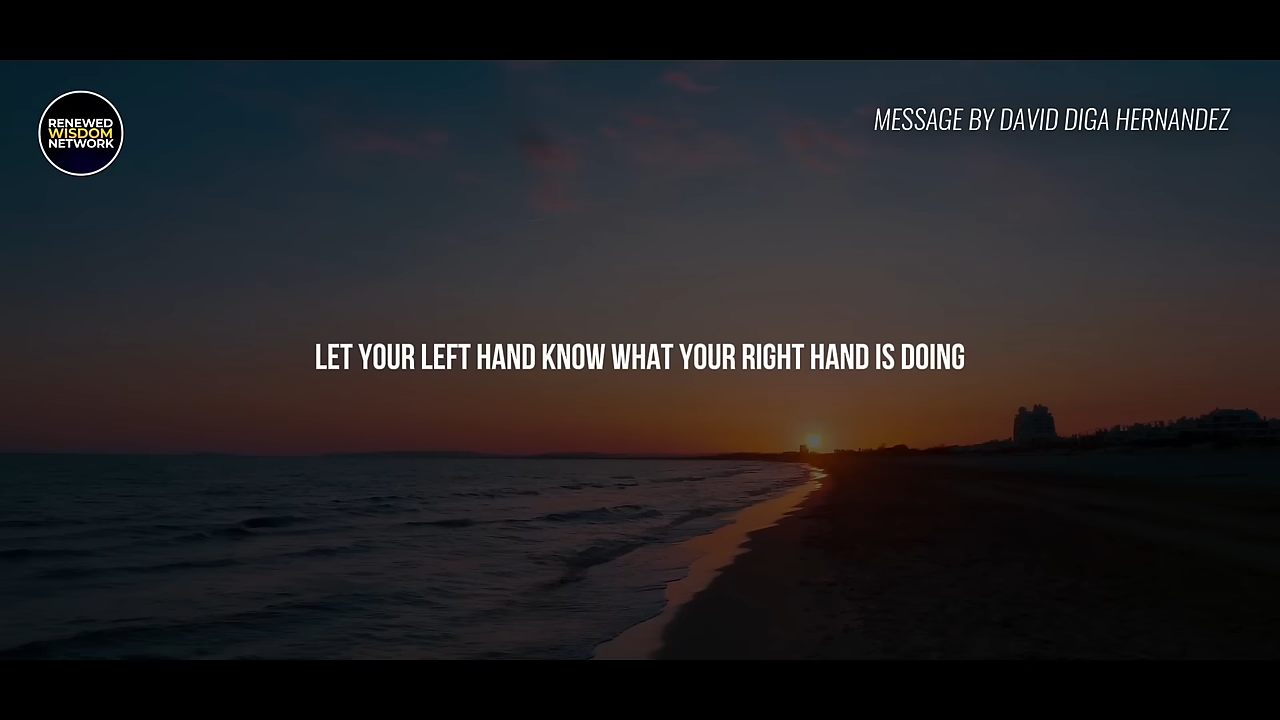 RENEWED
WISDOM
NETWORK
MESSAGE BY DAVID DIGA HERNANDEZ
LET YOUR LEFT HAND KNOW WHAT YOUR RIGHT HAND IS DOING